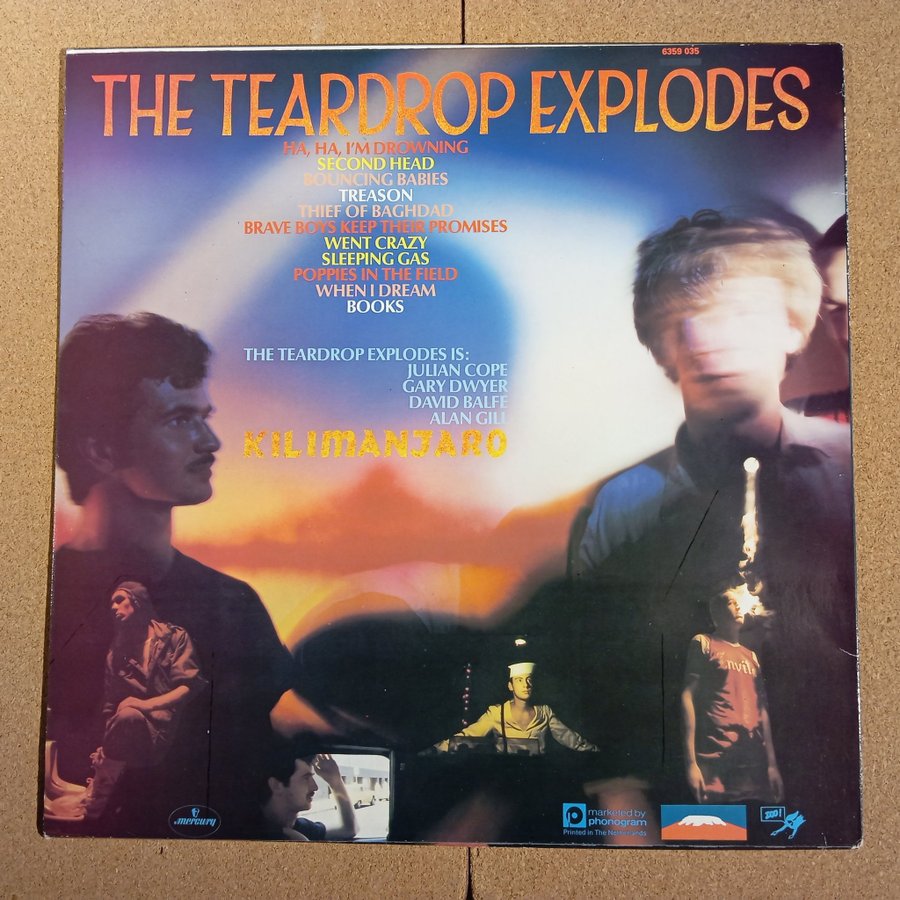 6359 035
THE TEARDROP EXPLODES
HA, HA, I'M DROWNING
SECOND HEAD
BOUNCING BABIES
TREASON
THIEF OF BAGHDAD
BRAVE BOYS KEEP THEIR PROMISES
WENT CRAZY
SLEEPING GAS
POPPIES IN THE FIELD
WHEN I DREAM
BOOKS
THE TEARDROP EXPLODES IS:
JULIAN COPE
GARY DWYER
DAVID BALFE
ALAN GILL
KILIMANJARO
mercury
marketed by
phonogram
Printed in The Netherlands
ZOO!